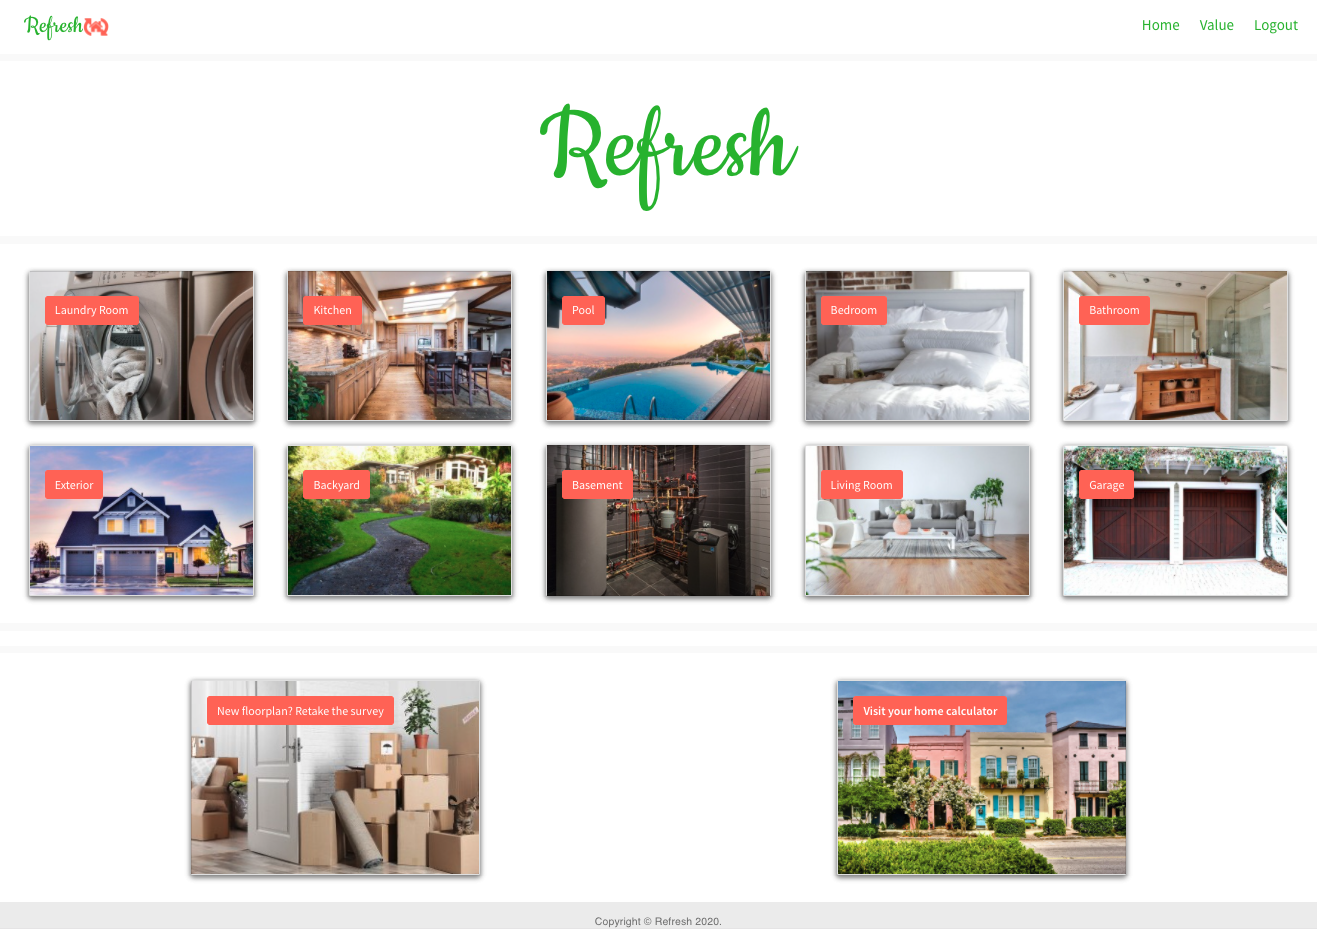 Refresh
Home Value Logout
Refresh
Laundry Room
Kitchen
Pool
Bedroom
Bathroom
Exterior
Backyard
Basement
Living Room
Garage
New floorplan? Retake the survey
Visit your home calculator
Copyright © Refresh 2020.